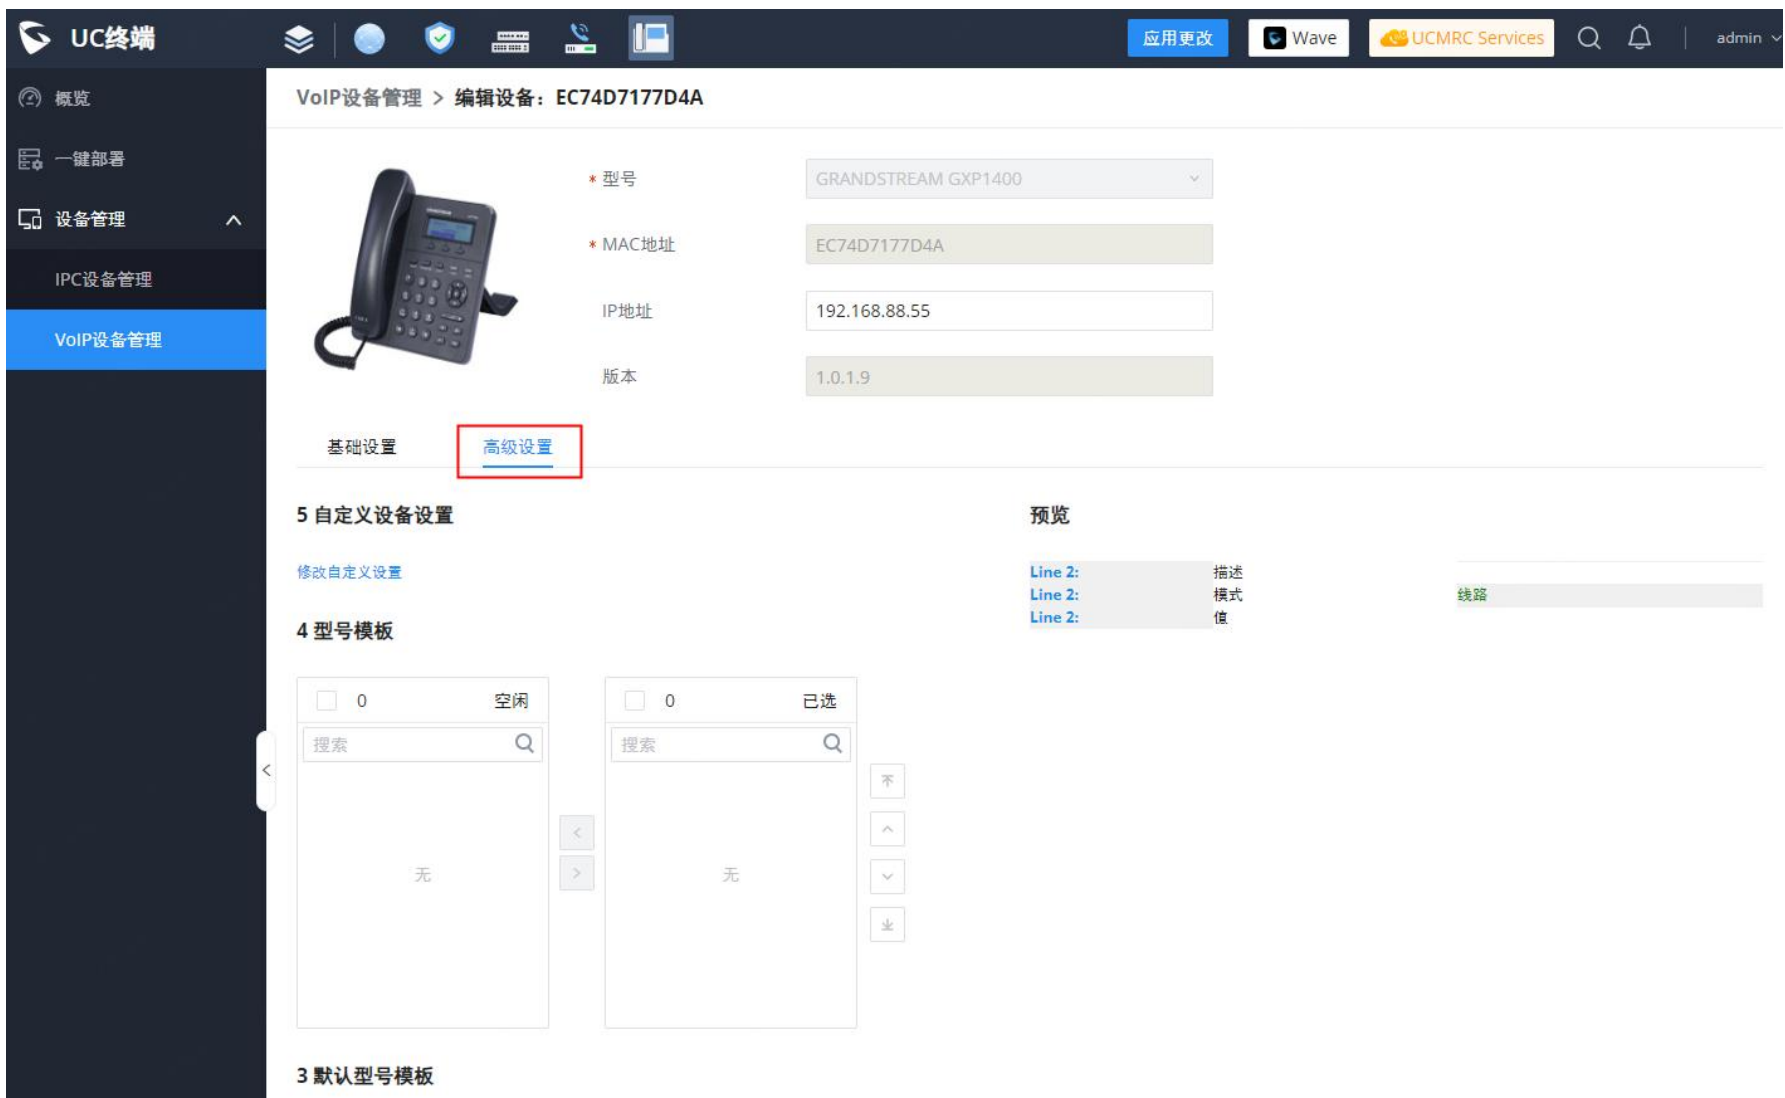 UC终端
应用更改
Wave
UCMRC Services
admin
概览
一键部署
设备管理
IPC设备管理
VoIP设备管理
VoIP设备管理 > 编辑设备：EC74D7177D4A
* 型号
GRANDSTREAM GXP1400
* MAC地址
EC74D7177D4A
IP地址
192.168.88.55
版本
1.0.1.9
基础设置
高级设置
5 自定义设备设置
修改自定义设置
预览
Line 2: 描述
Line 2: 模式 线路
Line 2: 值
4 型号模板
0 空闲
搜索
无
0 已选
搜索
无
3 默认型号模板